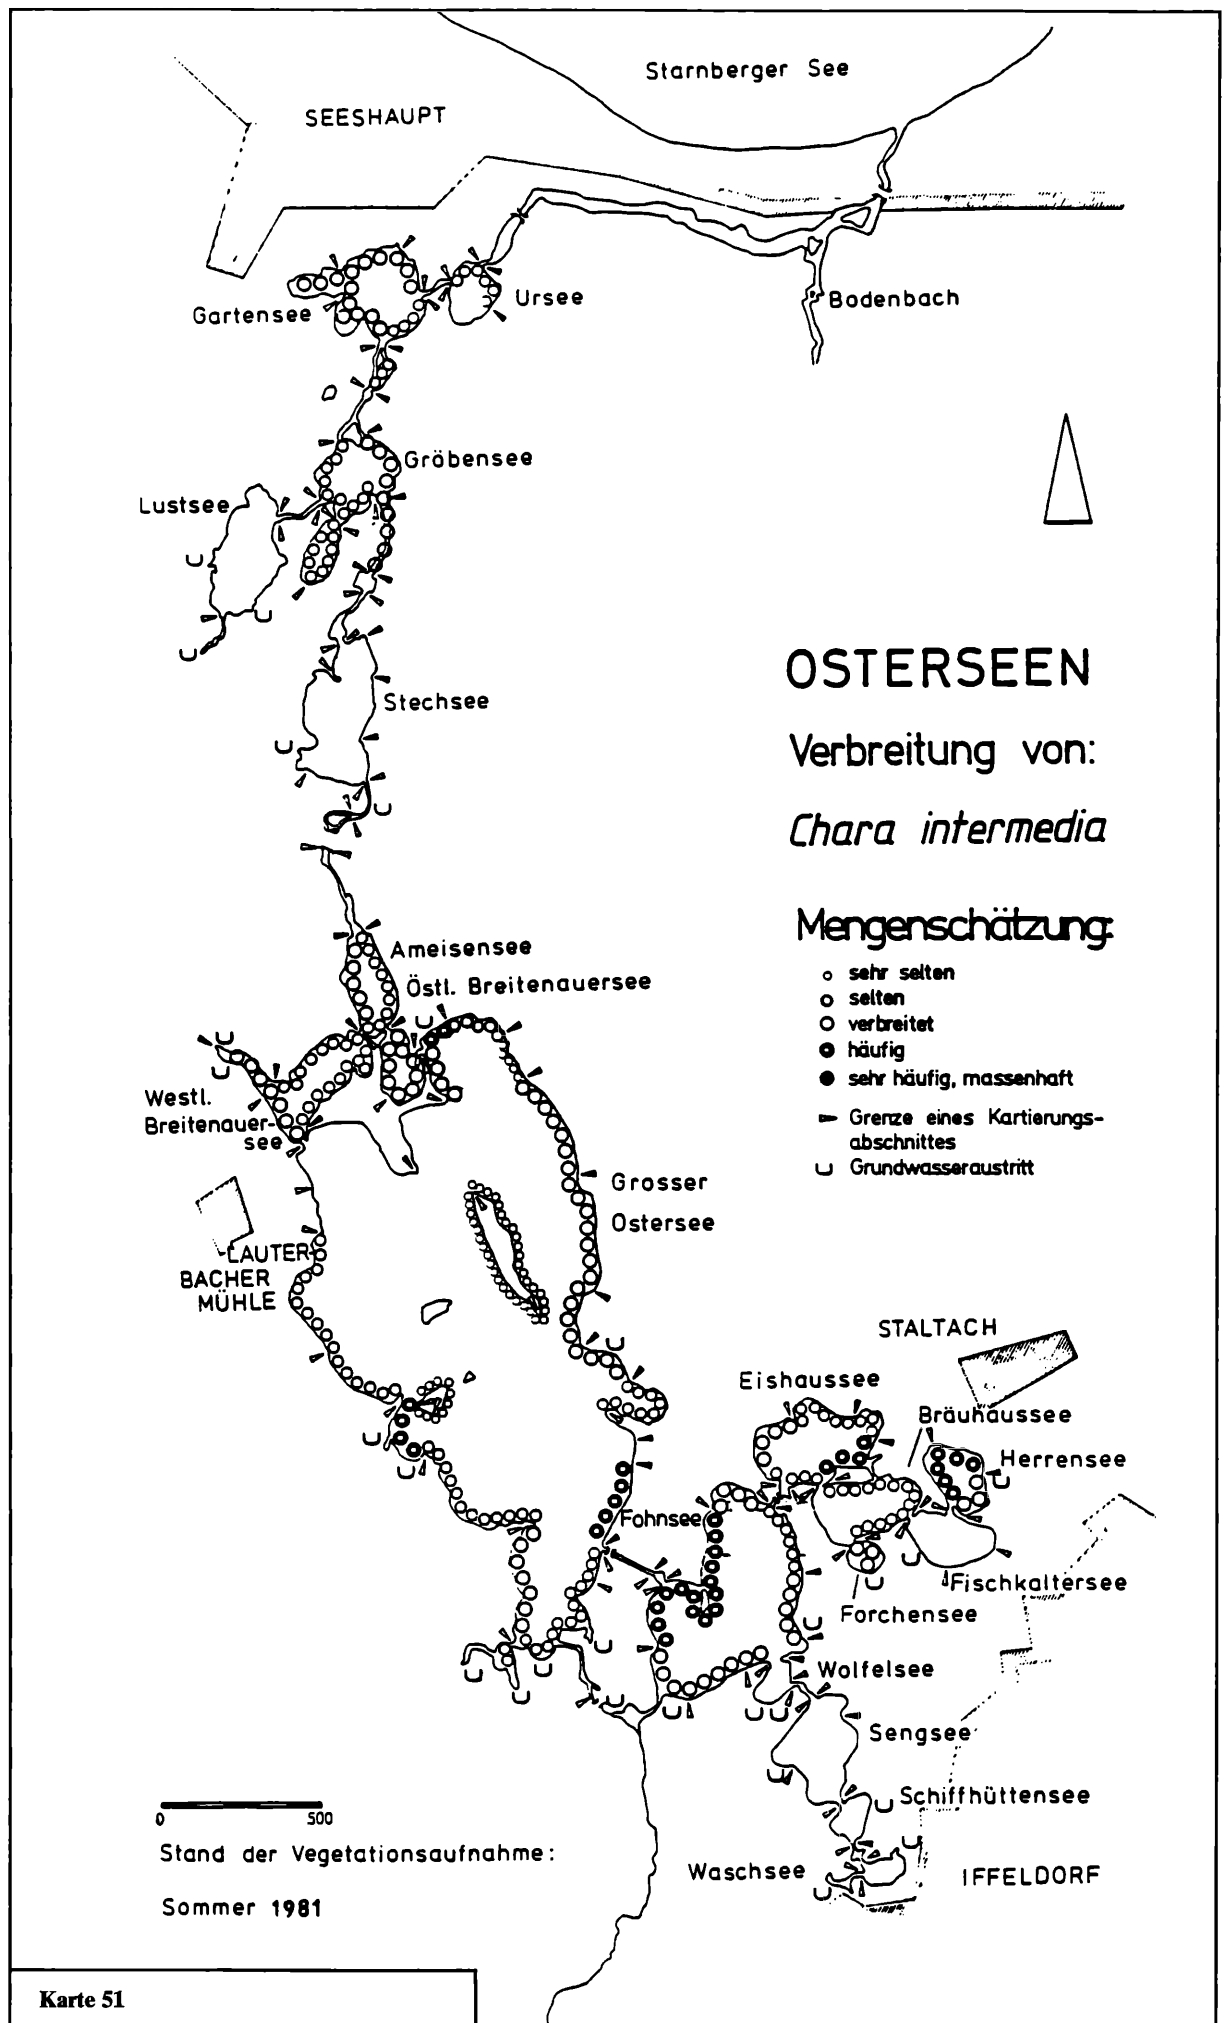 Starnberger See
SEESHAUPT
Gartensee
Ursee
Bodenbach
Gräbensee
Lustsee
OSTERSEEN
Stechsee
Verbreitung von:
Chara intermedia
Mengenschätzung:
Ameisensee
sehr selten
Östl. Breitenauersee
selten
verbreitet
häufig
sehr häufig, massenhaft
Westl.
Breitenauer-
see
Grenze eines Kartierungs-
abschnittes
Grundwasseraustritt
Grosser
Ostersee
LAUTER-
BACHER
MÜHLE
STALTACH
Eishaussee
Bräuhaussee
Herrensee
Fohnsee
Fischkaltersee
Forchensee
Wolfelsee
Sengsee
Schiffhüttensee
0 500
Stand der Vegetationsaufnahme:
Waschsee
IFFELDORF
Sommer 1981
Karte 51